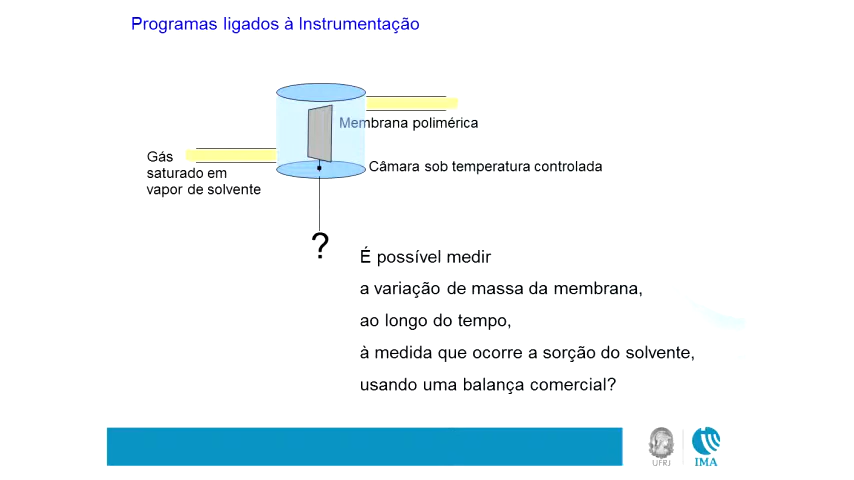 Programas ligados à Instrumentação
Membrana polimérica
Gás
saturado em
vapor de solvente
Câmara sob temperatura controlada
?
É possível medir
a variação de massa da membrana,
ao longo do tempo,
à medida que ocorre a sorção do solvente,
usando uma balança comercial?
UFRJ
IMA